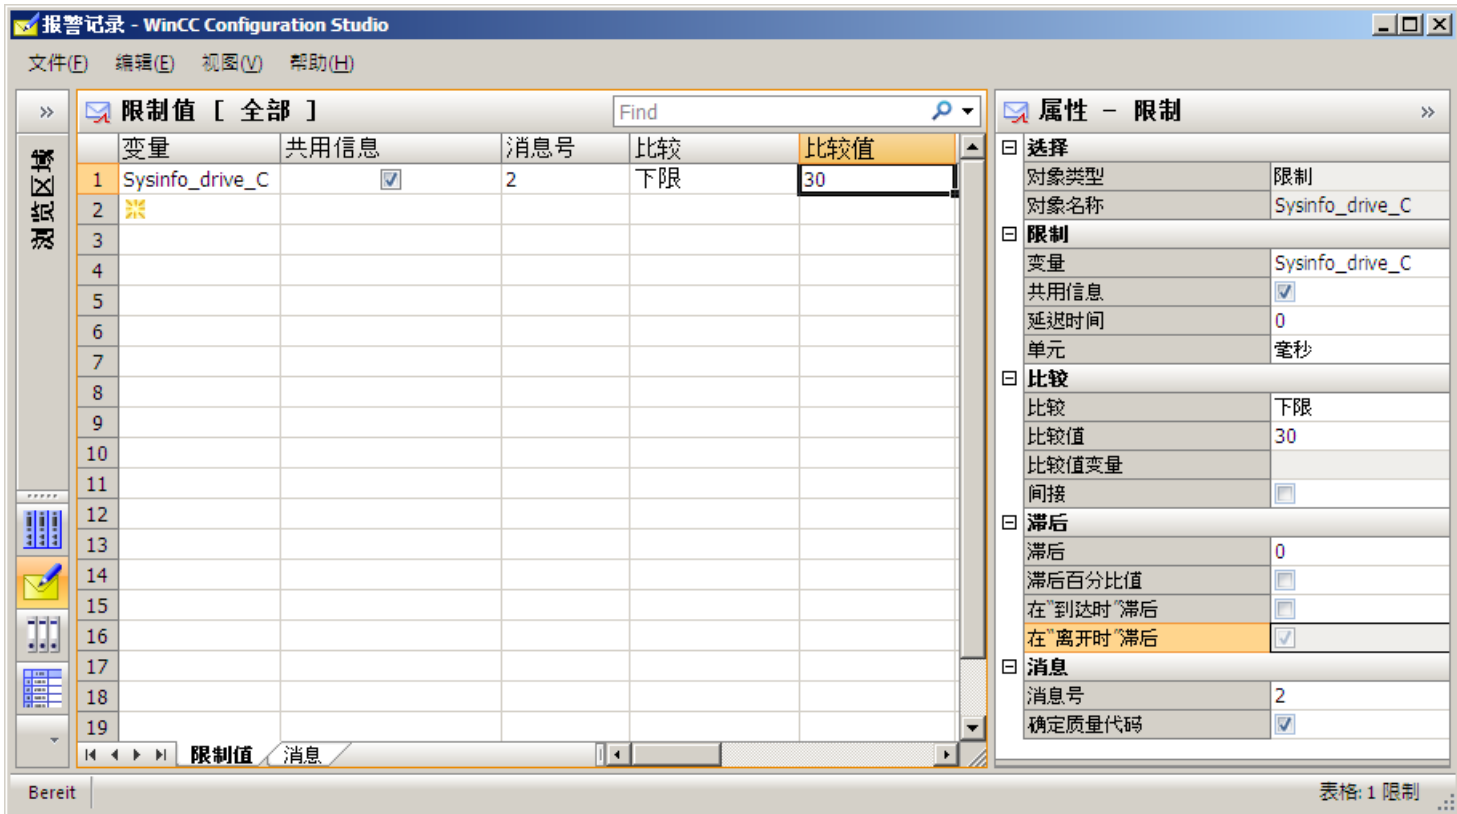 报警记录 - WinCC Configuration Studio
文件(F) 编辑(E) 视图(V) 帮助(H)
浏览区域
限制值 [ 全部 ] Find
变量 共用信息 消息号 比较 比较值
1 Sysinfo_drive_C 2 下限 30
2
3
4
5
6
7
8
9
10
11
12
13
14
15
16
17
18
19
限制值 消息
属性 - 限制
选择
对象类型 限制
对象名称 Sysinfo_drive_C
限制
变量 Sysinfo_drive_C
共用信息
延迟时间 0
单元 毫秒
比较
比较 下限
比较值 30
比较值变量
间接
滞后
滞后 0
滞后百分比值
在"到达时"滞后
在"离开时"滞后
消息
消息号 2
确定质量代码
Bereit 表格: 1 限制